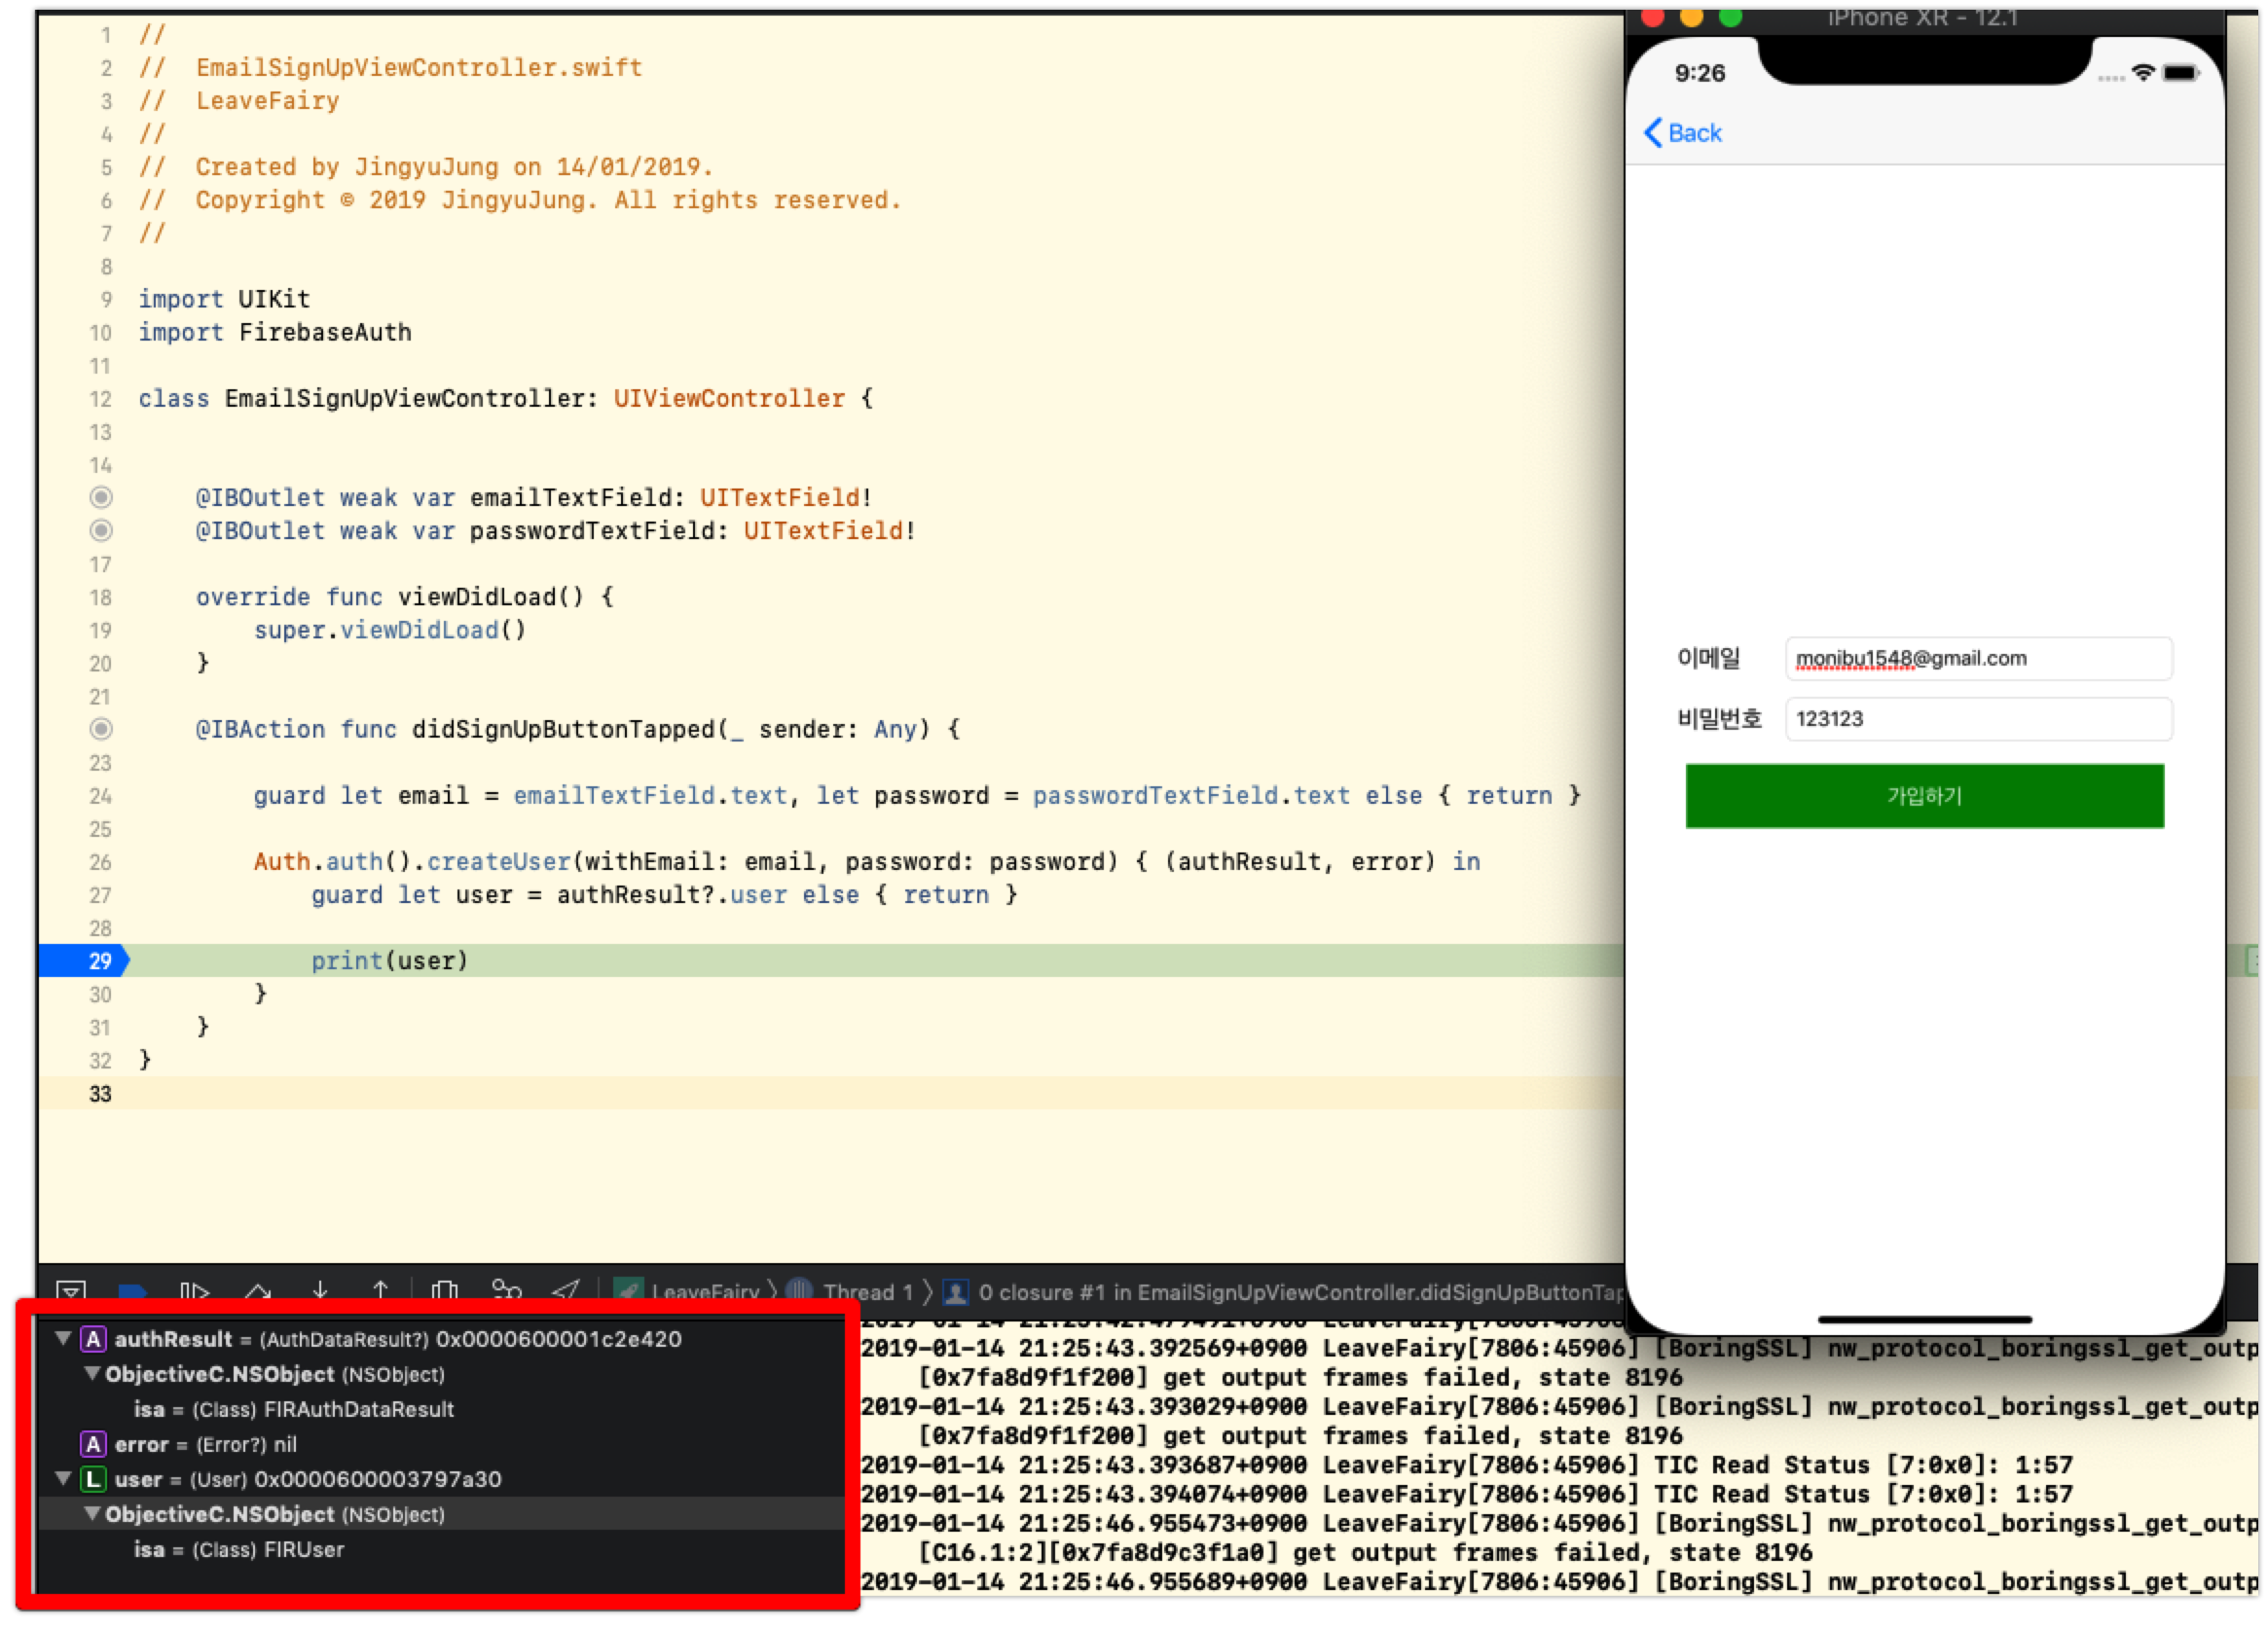 1 //
2 //  EmailSignUpViewController.swift
3 //  LeaveFairy
4 //
5 //  Created by JingyuJung on 14/01/2019.
6 //  Copyright © 2019 JingyuJung. All rights reserved.
7 //
8
9 import UIKit
10 import FirebaseAuth
11
12 class EmailSignUpViewController: UIViewController {
13
14
@IBOutlet weak var emailTextField: UITextField!
@IBOutlet weak var passwordTextField: UITextField!
17
18 override func viewDidLoad() {
19 super.viewDidLoad()
20 }
21
@IBAction func didSignUpButtonTapped(_ sender: Any) {
23
24 guard let email = emailTextField.text, let password = passwordTextField.text else { return }
25
26 Auth.auth().createUser(withEmail: email, password: password) { (authResult, error) in
27 guard let user = authResult?.user else { return }
28
29 print(user)
30 }
31 }
32 }
33
iPhone XR - 12.1
9:26
Back
이메일 monibu1548@gmail.com
비밀번호 123123
가입하기
LeaveFairy 〉 Thread 1 〉 0 closure #1 in EmailSignUpViewController.didSignUpButtonTap
A authResult = (AuthDataResult?) 0x0000600001c2e420
ObjectiveC.NSObject (NSObject)
isa = (Class) FIRAuthDataResult
A error = (Error?) nil
L user = (User) 0x0000600003797a30
ObjectiveC.NSObject (NSObject)
isa = (Class) FIRUser
2019-01-14 21:25:43.392569+0900 LeaveFairy[7806:45906] [BoringSSL] nw_protocol_boringssl_get_outp
[0x7fa8d9f1f200] get output frames failed, state 8196
2019-01-14 21:25:43.393029+0900 LeaveFairy[7806:45906] [BoringSSL] nw_protocol_boringssl_get_outp
[0x7fa8d9f1f200] get output frames failed, state 8196
2019-01-14 21:25:43.393687+0900 LeaveFairy[7806:45906] TIC Read Status [7:0x0]: 1:57
2019-01-14 21:25:43.394074+0900 LeaveFairy[7806:45906] TIC Read Status [7:0x0]: 1:57
2019-01-14 21:25:46.955473+0900 LeaveFairy[7806:45906] [BoringSSL] nw_protocol_boringssl_get_outp
[C16.1:2][0x7fa8d9c3f1a0] get output frames failed, state 8196
2019-01-14 21:25:46.955689+0900 LeaveFairy[7806:45906] [BoringSSL] nw_protocol_boringssl_get_outp